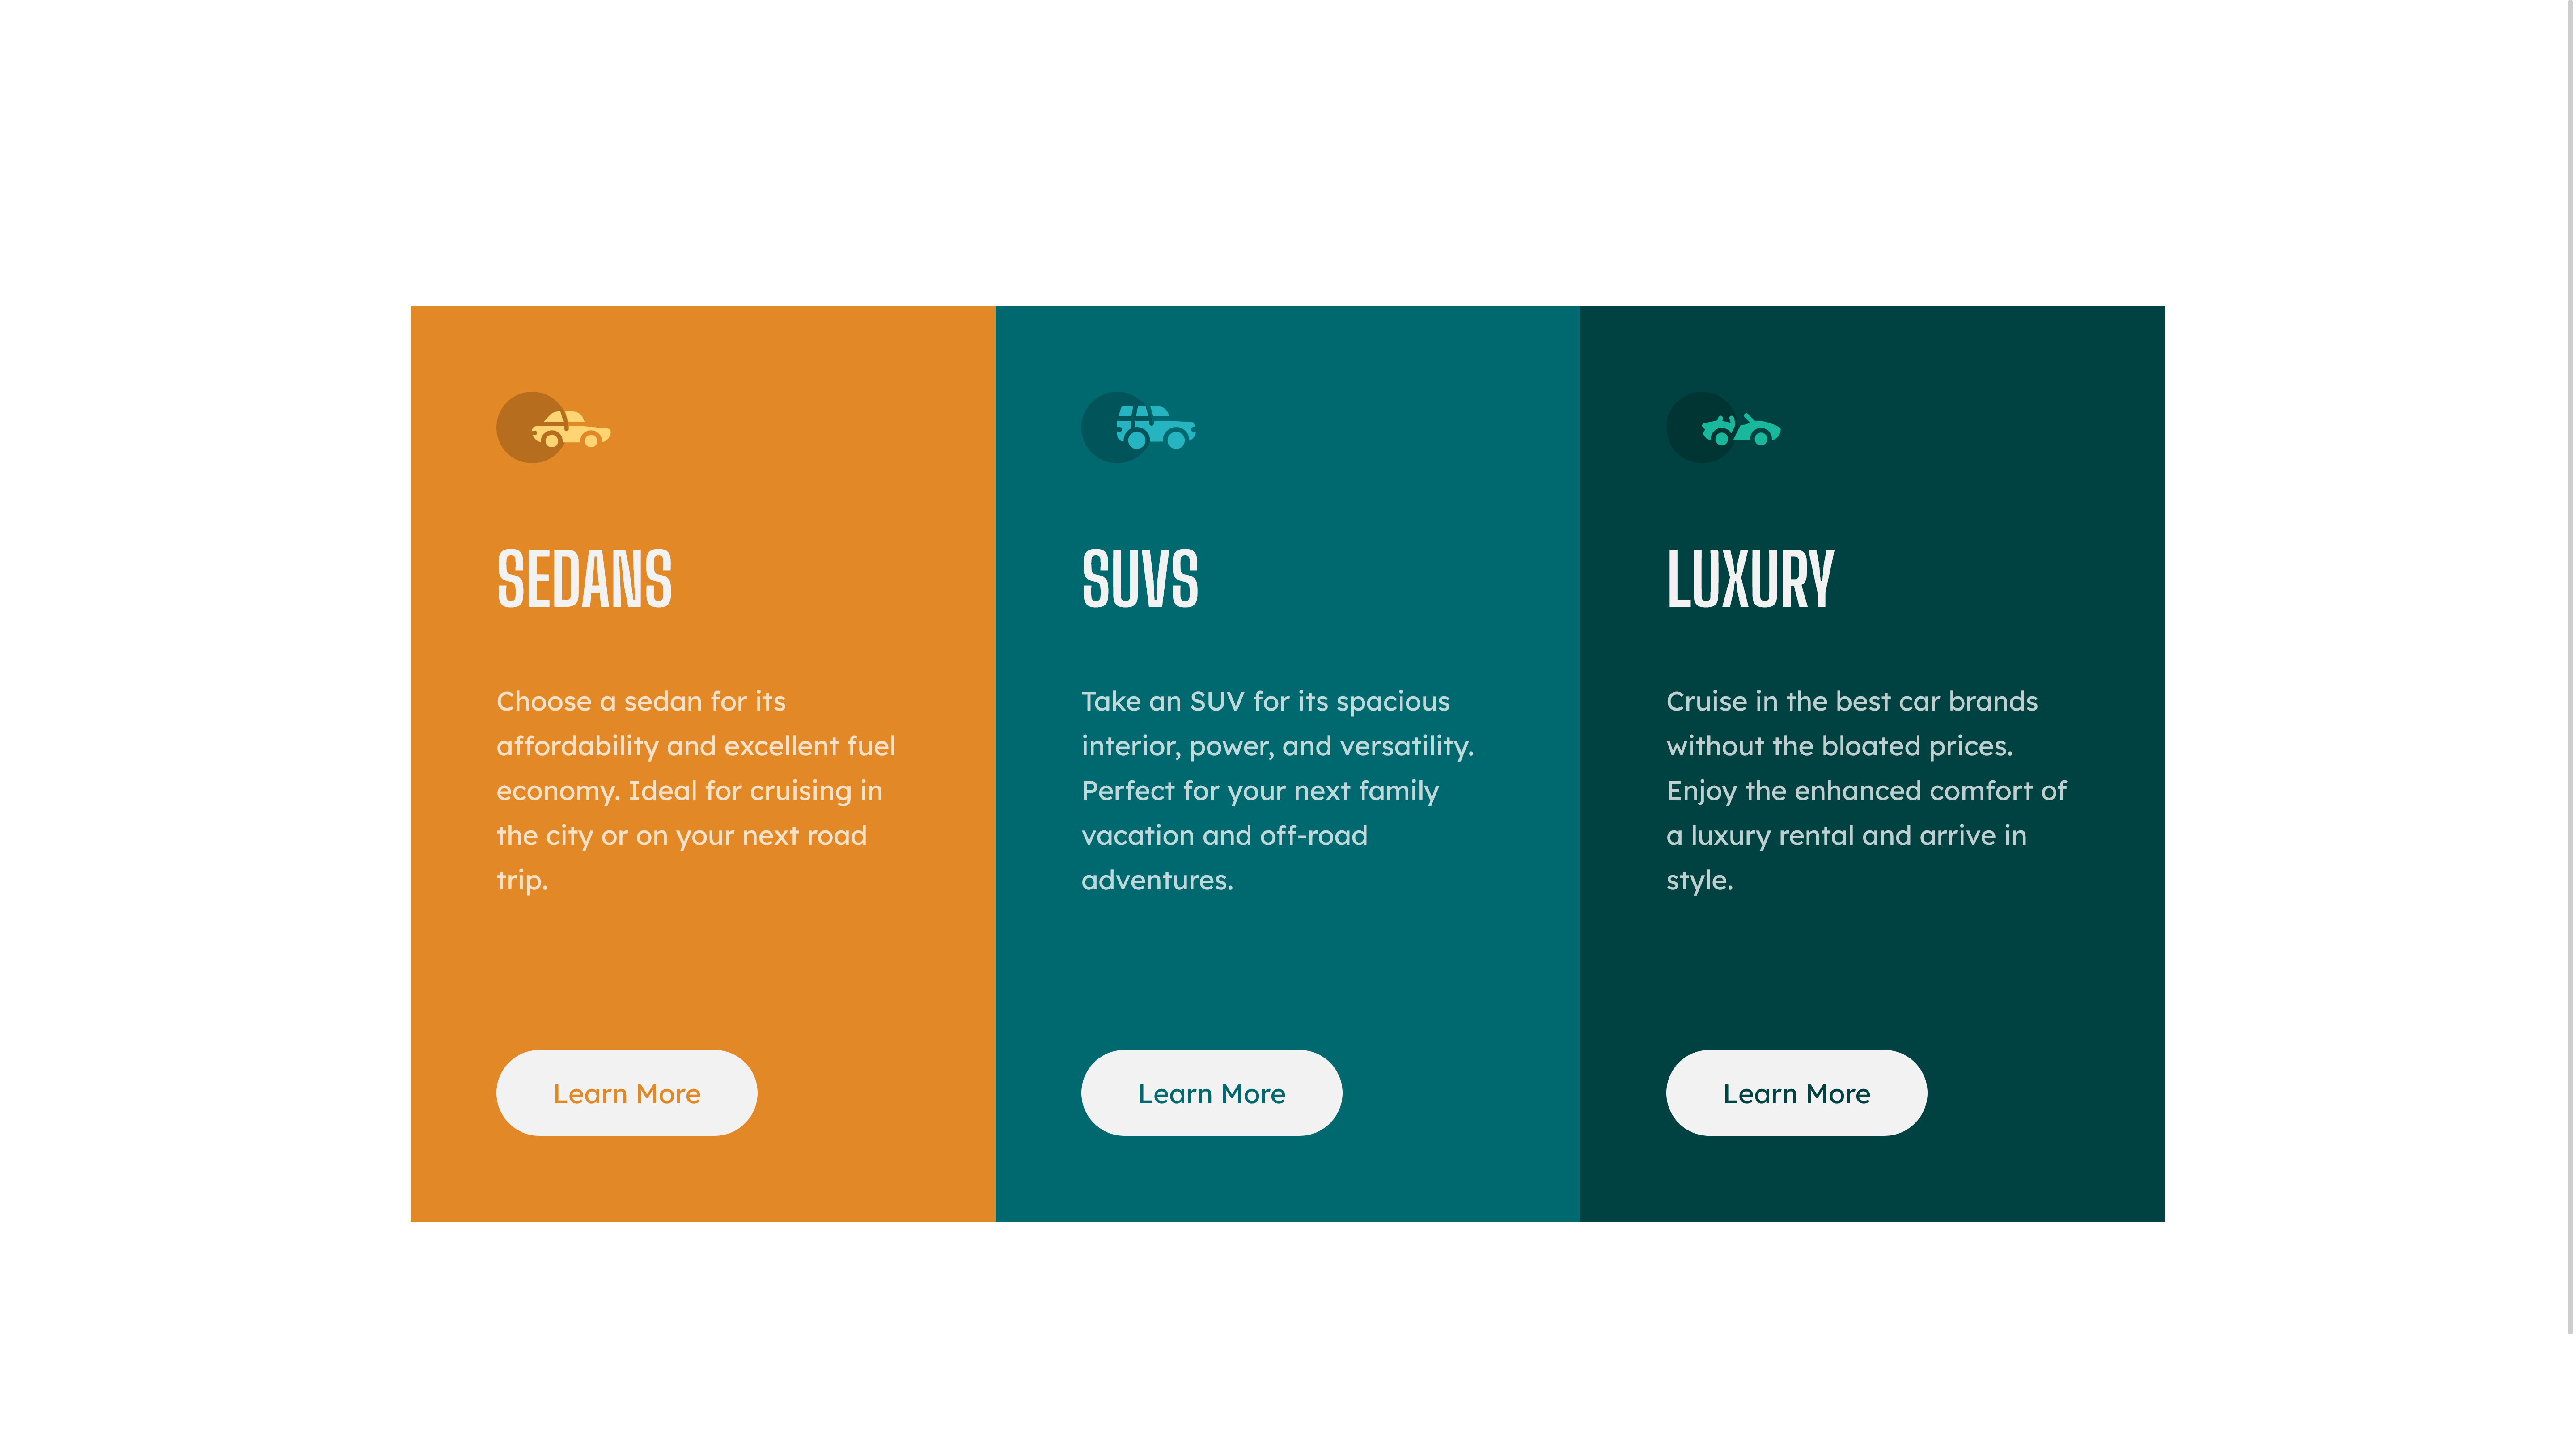 SEDANS
Choose a sedan for its
affordability and excellent fuel
economy. Ideal for cruising in
the city or on your next road
trip.
Learn More
SUVS
Take an SUV for its spacious
interior, power, and versatility.
Perfect for your next family
vacation and off-road
adventures.
Learn More
LUXURY
Cruise in the best car brands
without the bloated prices.
Enjoy the enhanced comfort of
a luxury rental and arrive in
style.
Learn More